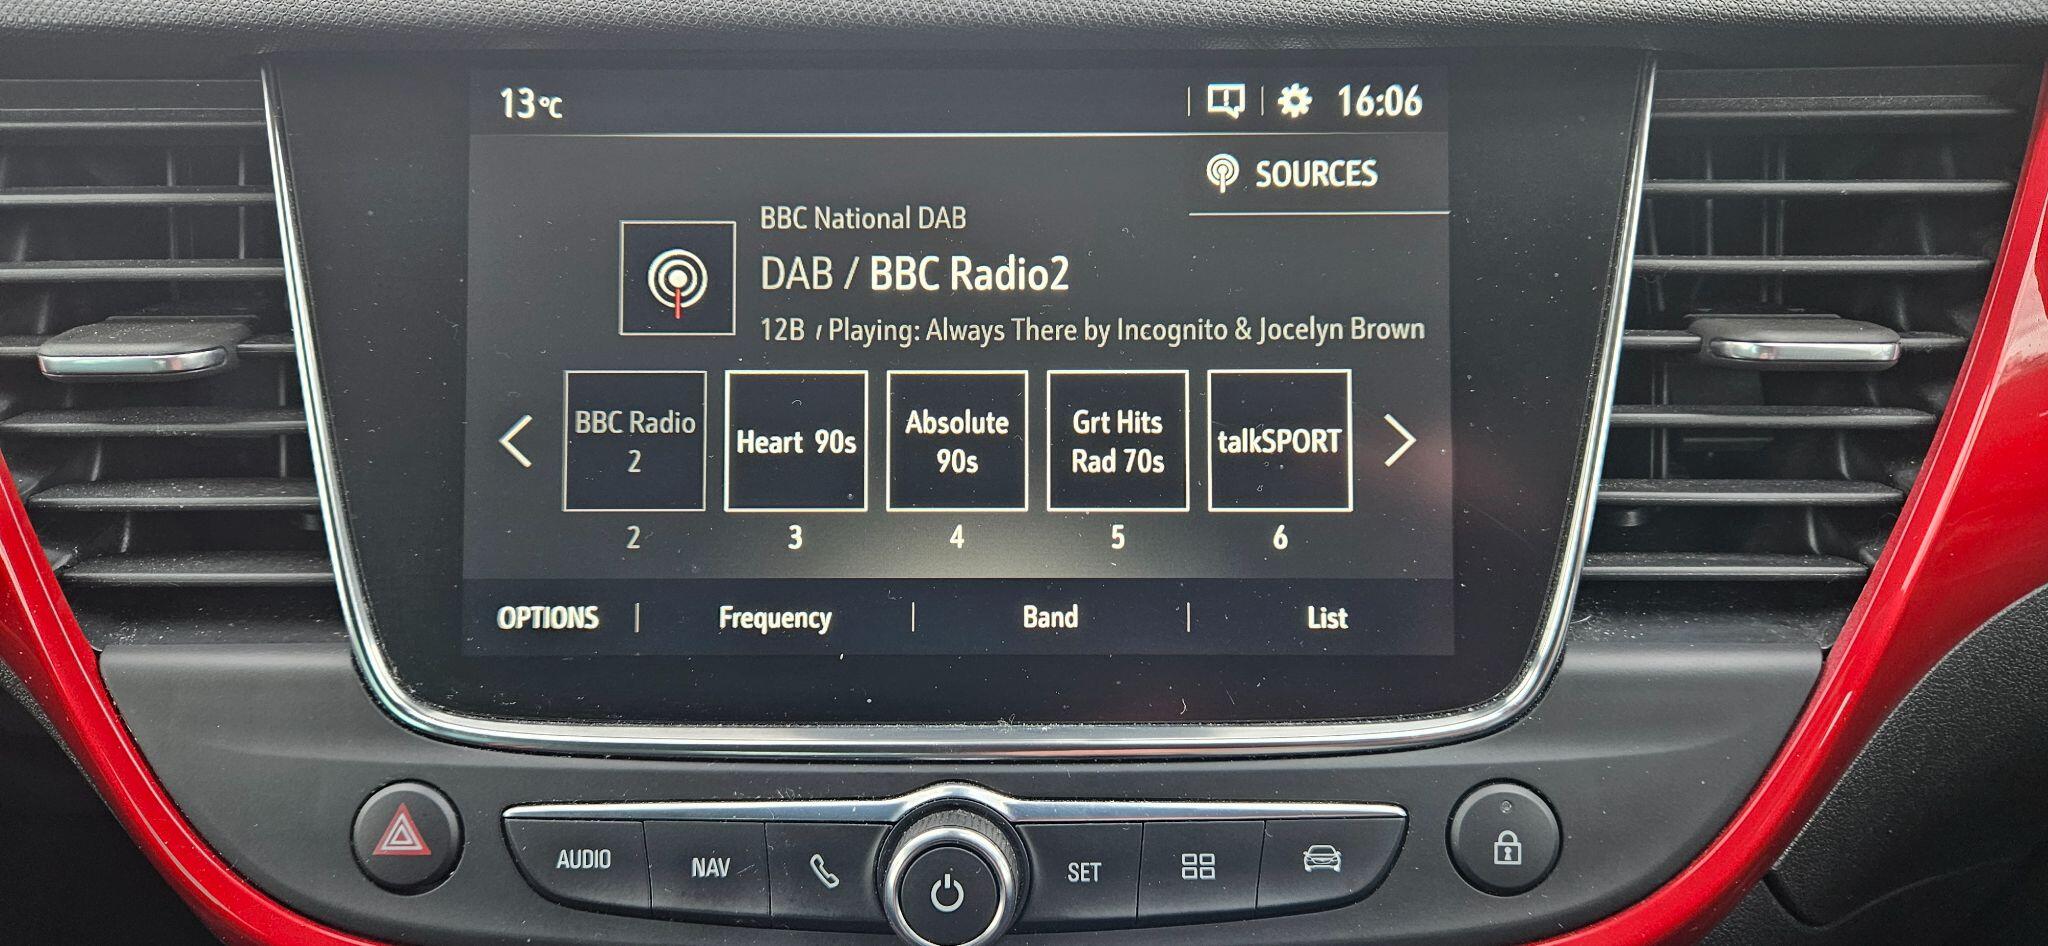 13°C
16:06
SOURCES
BBC National DAB
DAB / BBC Radio2
12B / Playing: Always There by Incognito & Jocelyn Brown
BBC Radio
2
Heart 90s
Absolute
90s
Grt Hits
Rad 70s
talkSPORT
2 3 4 5 6
OPTIONS | Frequency | Band | List
AUDIO NAV SET